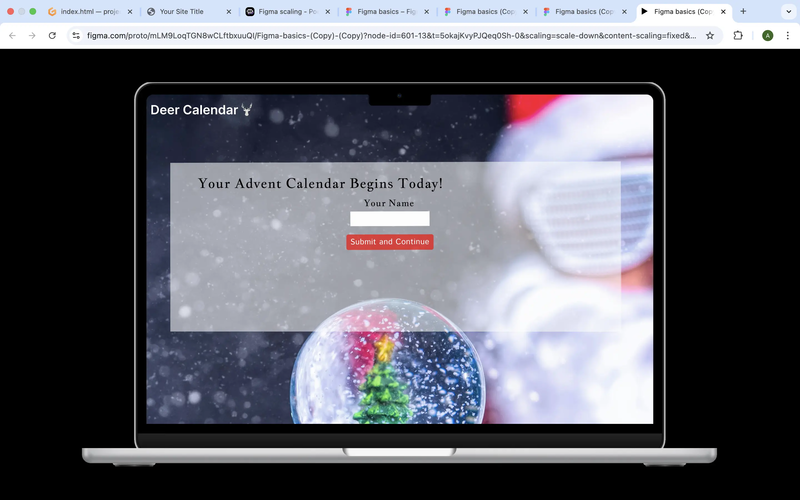 index.html — proje
Your Site Title
Figma scaling - Po
Figma basics – Fig
Figma basics (Cop
Figma basics (Cop
Figma basics (Cop
figma.com/proto/mLM9LoqTGN8wCLftbxuuQl/Figma-basics-(Copy)-(Copy)?node-id=601-13&t=5okajKvyPJQeq0Sh-0&scaling=scale-down&content-scaling=fixed&...
A
Deer Calendar
Your Advent Calendar Begins Today!
Your Name
Submit and Continue